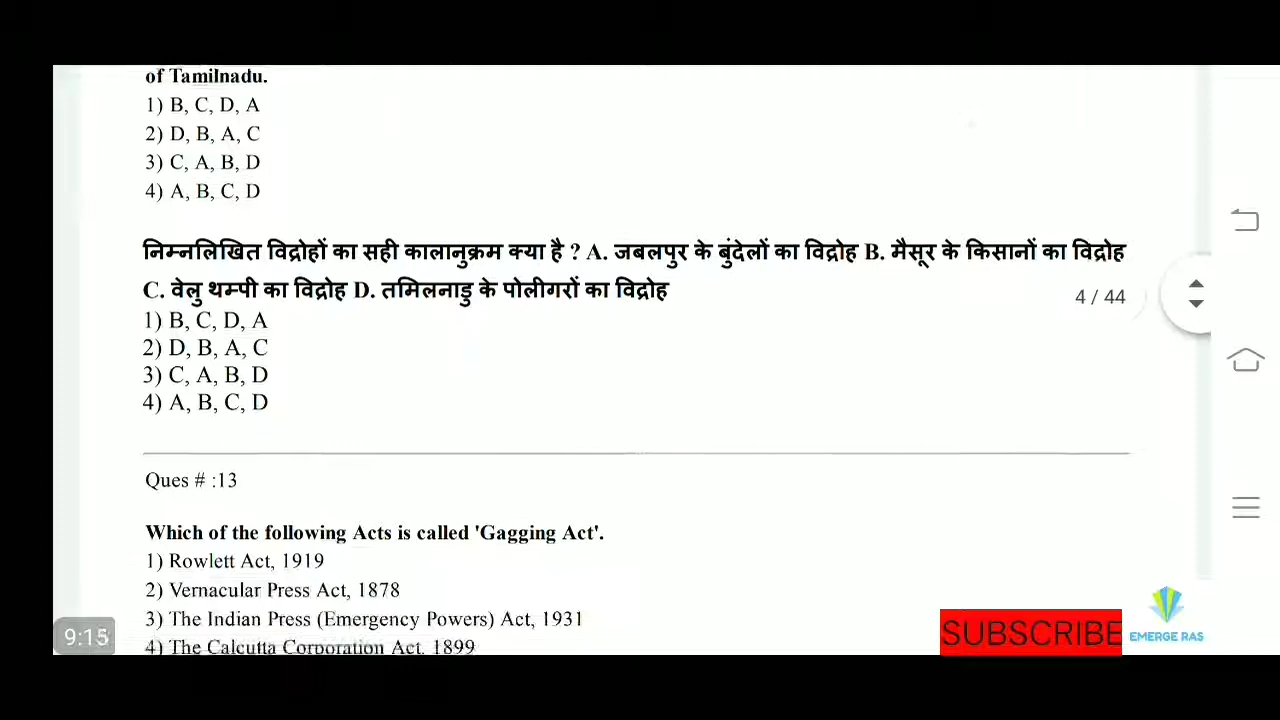 of Tamilnadu.
1) B, C, D, A
2) D, B, A, C
3) C, A, B, D
4) A, B, C, D
निम्नलिखित विद्रोहों का सही कालानुक्रम क्या है ? A. जबलपुर के बुंदेलों का विद्रोह B. मैसूर के किसानों का विद्रोह
C. वेलु थम्पी का विद्रोह D. तमिलनाडु के पोलीगरों का विद्रोह
4 / 44
1) B, C, D, A
2) D, B, A, C
3) C, A, B, D
4) A, B, C, D
Ques # :13
Which of the following Acts is called 'Gagging Act'.
1) Rowlett Act, 1919
2) Vernacular Press Act, 1878
3) The Indian Press (Emergency Powers) Act, 1931
4) The Calcutta Corporation Act, 1899
9:15
SUBSCRIBE
EMERGE RAS